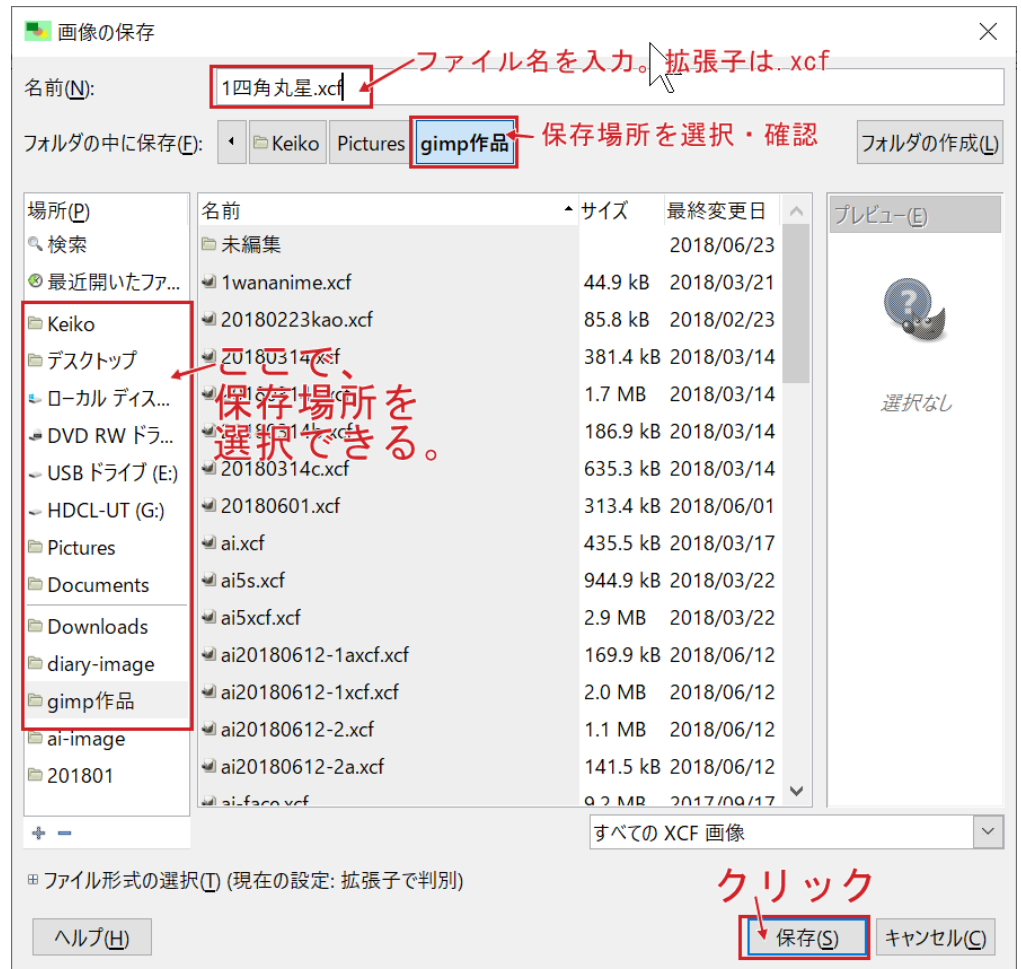 画像の保存
名前(N):
1四角丸星.xcf
ファイル名を入力。拡張子は.xcf
フォルダの中に保存(F):
Keiko
Pictures
gimp作品
保存場所を選択・確認
フォルダの作成(L)
場所(P)
検索
最近開いたファ...
Keiko
デスクトップ
ローカル ディス...
DVD RW ドラ...
USB ドライブ (E:)
HDCL-UT (G:)
Pictures
Documents
Downloads
diary-image
gimp作品
ai-image
201801
ここで、
保存場所を
選択できる。
名前 サイズ 最終変更日
未編集 2018/06/23
1wananime.xcf 44.9 kB 2018/03/21
20180223kao.xcf 85.8 kB 2018/02/23
20180314.xcf 381.4 kB 2018/03/14
1.7 MB 2018/03/14
20180314b.xcf 186.9 kB 2018/03/14
20180314c.xcf 635.3 kB 2018/03/14
20180601.xcf 313.4 kB 2018/06/01
ai.xcf 435.5 kB 2018/03/17
ai5s.xcf 944.9 kB 2018/03/22
ai5xcf.xcf 2.9 MB 2018/03/22
ai20180612-1axcf.xcf 169.9 kB 2018/06/12
ai20180612-1xcf.xcf 2.0 MB 2018/06/12
ai20180612-2.xcf 1.1 MB 2018/06/12
ai20180612-2a.xcf 141.5 kB 2018/06/12
ai-face.xcf 9.2 MB 2017/09/17
プレビュー(E)
選択なし
すべての XCF 画像
ファイル形式の選択(T) (現在の設定: 拡張子で判別)
クリック
ヘルプ(H)
保存(S)
キャンセル(C)